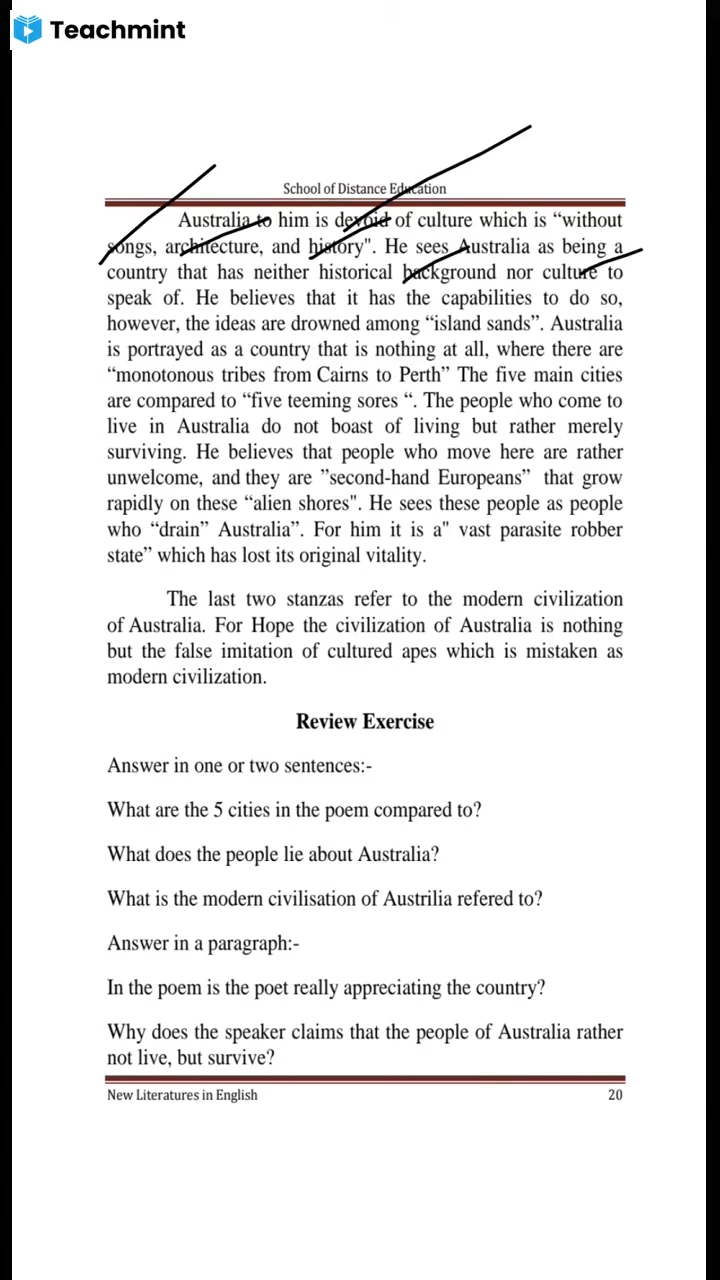 Teachmint
School of Distance Education
Australia to him is devoid of culture which is “without
songs, architecture, and history". He sees Australia as being a
country that has neither historical background nor culture to
speak of. He believes that it has the capabilities to do so,
however, the ideas are drowned among “island sands”. Australia
is portrayed as a country that is nothing at all, where there are
“monotonous tribes from Cairns to Perth” The five main cities
are compared to “five teeming sores “. The people who come to
live in Australia do not boast of living but rather merely
surviving. He believes that people who move here are rather
unwelcome, and they are ”second-hand Europeans” that grow
rapidly on these “alien shores". He sees these people as people
who “drain” Australia”. For him it is a" vast parasite robber
state” which has lost its original vitality.
The last two stanzas refer to the modern civilization
of Australia. For Hope the civilization of Australia is nothing
but the false imitation of cultured apes which is mistaken as
modern civilization.
Review Exercise
Answer in one or two sentences:-
What are the 5 cities in the poem compared to?
What does the people lie about Australia?
What is the modern civilisation of Austrilia refered to?
Answer in a paragraph:-
In the poem is the poet really appreciating the country?
Why does the speaker claims that the people of Australia rather
not live, but survive?
New Literatures in English 20